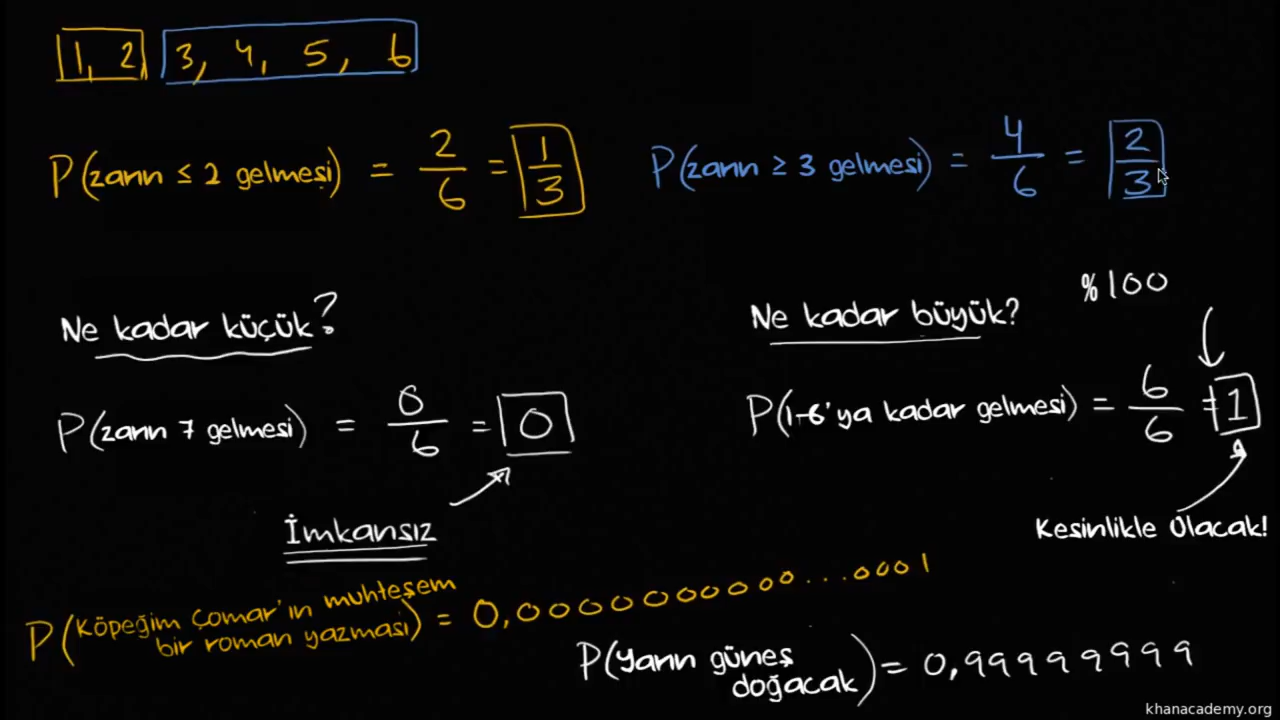 1, 2, 3, 4, 5, 6
P(zarın ≤ 2 gelmesi) = 2/6 = 1/3
P(zarın ≥ 3 gelmesi) = 4/6 = 2/3
Ne kadar küçük?
P(zarın 7 gelmesi) = 0/6 = 0
İmkansız
Ne kadar büyük?
%100
P(1-6'ya kadar gelmesi) = 6/6 = 1
Kesinlikle Olacak!
P(Köpeğim Çomar'ın muhteşem
bir roman yazması) = 0,0000000000...0001
P(yarın güneş
doğacak) = 0,99999999
khanacademy.org